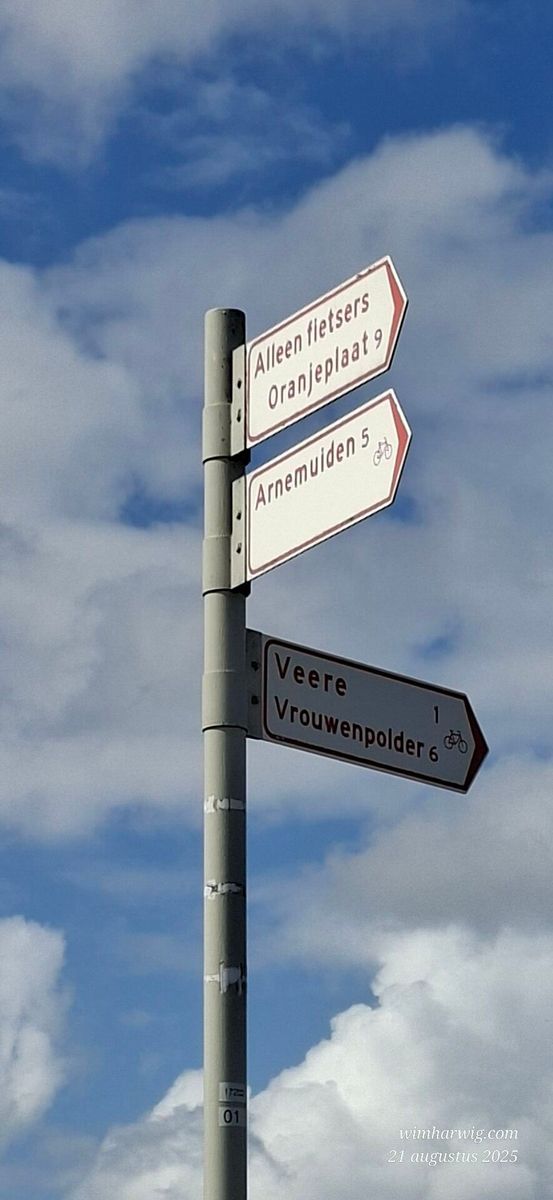 Alleen fietsers
Oranjeplaat 9
Arnemuiden 5
Veere 1
Vrouwenpolder 6
01
wimharwig.com
21 augustus 2025